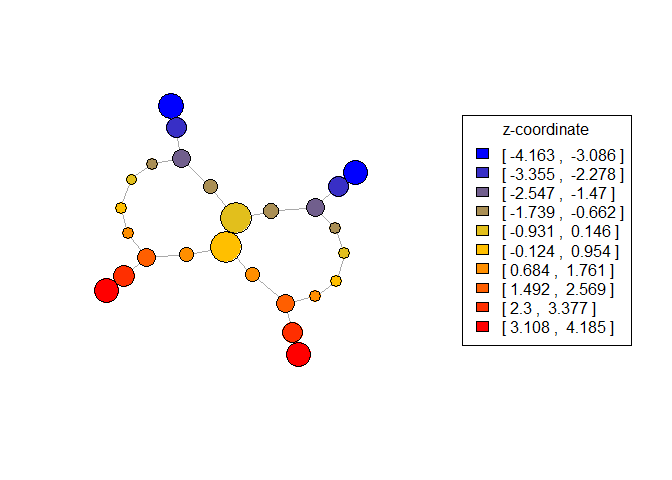 z-coordinate
[ -4.163 , -3.086 ]
[ -3.355 , -2.278 ]
[ -2.547 , -1.47 ]
[ -1.739 , -0.662 ]
[ -0.931 , 0.146 ]
[ -0.124 , 0.954 ]
[ 0.684 , 1.761 ]
[ 1.492 , 2.569 ]
[ 2.3 , 3.377 ]
[ 3.108 , 4.185 ]